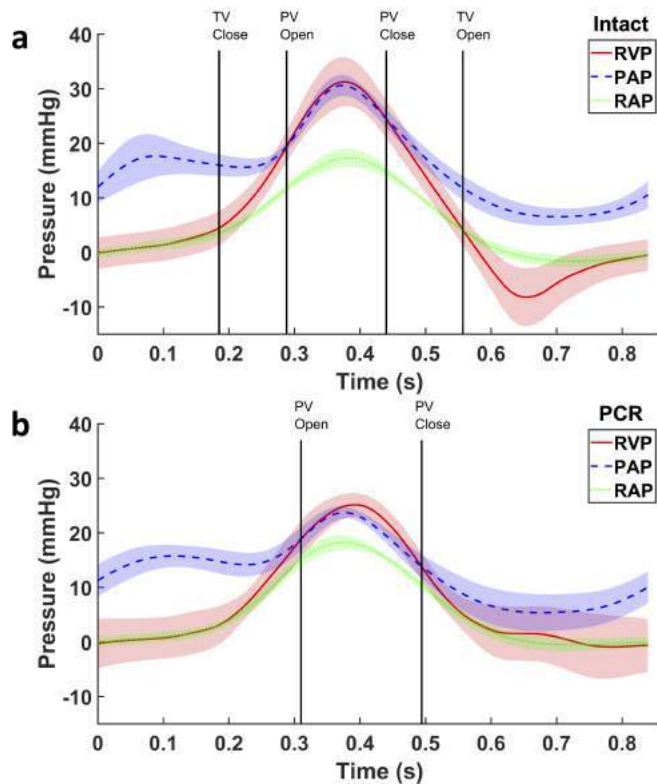 a
TV PV PV TV
Close Open Close Open
Intact
RVP
PAP
RAP
40
30
20
10
0
-10
Pressure (mmHg)
0 0.1 0.2 0.3 0.4 0.5 0.6 0.7 0.8
Time (s)
b
PV PV
Open Close
PCR
RVP
PAP
RAP
40
30
20
10
0
-10
Pressure (mmHg)
0 0.1 0.2 0.3 0.4 0.5 0.6 0.7 0.8
Time (s)